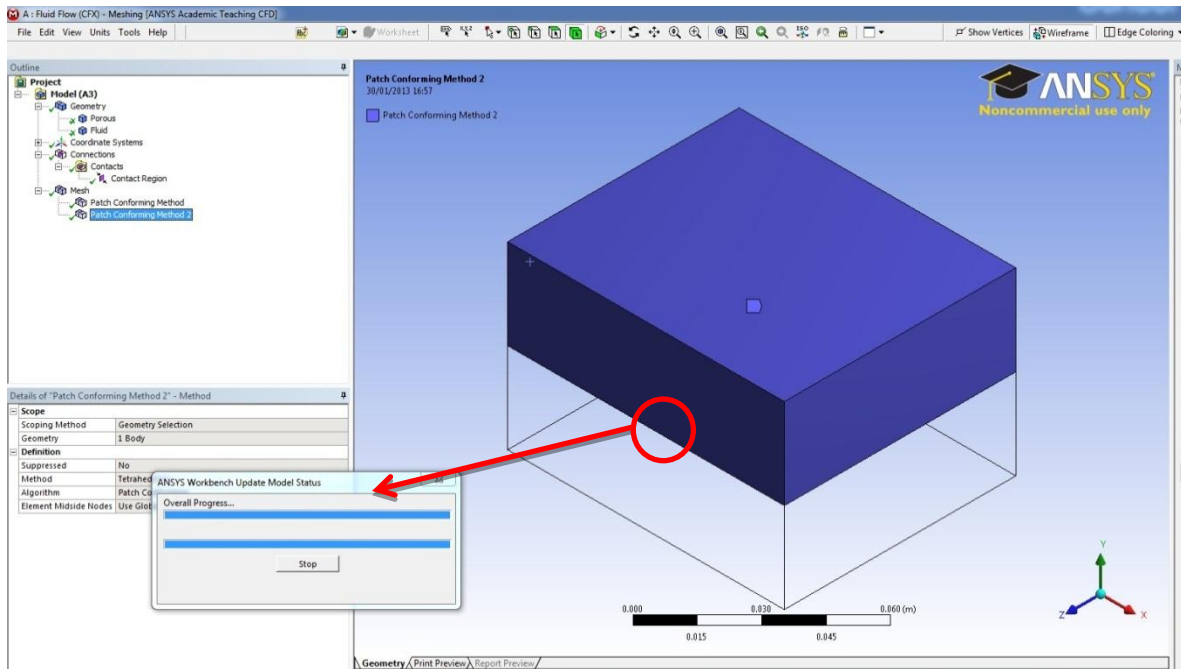 A : Fluid Flow (CFX) - Meshing [ANSYS Academic Teaching CFD]
File Edit View Units Tools Help
Worksheet
Show Vertices Wireframe Edge Coloring
Outline
Project
Model (A3)
Geometry
Porous
Fluid
Coordinate Systems
Connections
Contacts
Contact Region
Mesh
Patch Conforming Method
Patch Conforming Method 2
Details of "Patch Conforming Method 2" - Method
Scope
Scoping Method Geometry Selection
Geometry 1 Body
Definition
Suppressed No
Method Tetrahed
Algorithm Patch Co
Element Midside Nodes Use Glob
ANSYS Workbench Update Model Status
Overall Progress...
Stop
Patch Conforming Method 2
30/01/2013 16:57
Patch Conforming Method 2
ANSYS
Noncommercial use only
0.000 0.030 0.060 (m)
0.015 0.045
Y
Z X
Geometry Print Preview Report Preview